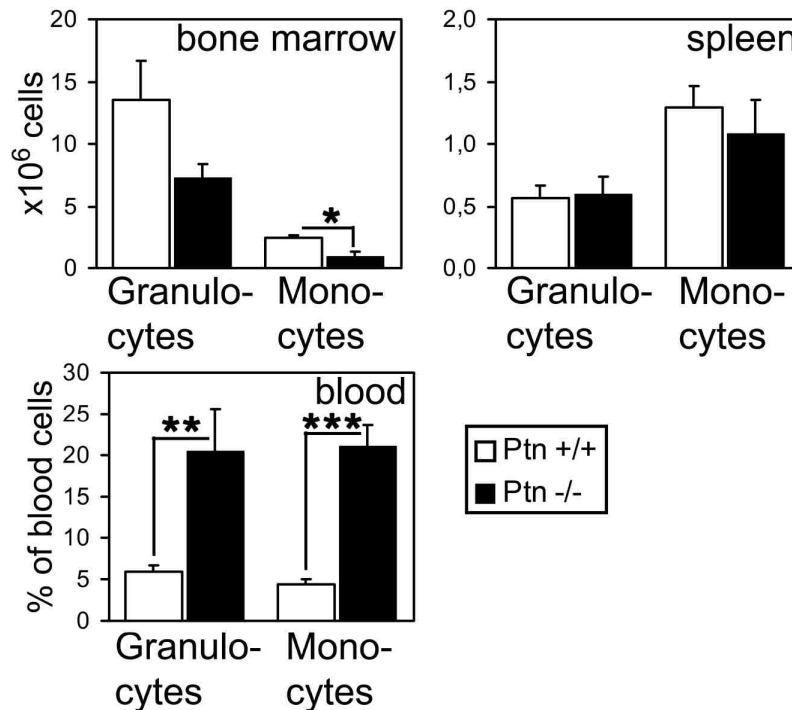 bone marrow
x10⁶ cells
20
15
10
5
0
*
Granulo-
cytes
Mono-
cytes
spleen
2,0
1,5
1,0
0,5
0,0
Granulo-
cytes
Mono-
cytes
blood
% of blood cells
30
25
20
15
10
5
0
**
***
Granulo-
cytes
Mono-
cytes
Ptn +/+
Ptn -/-